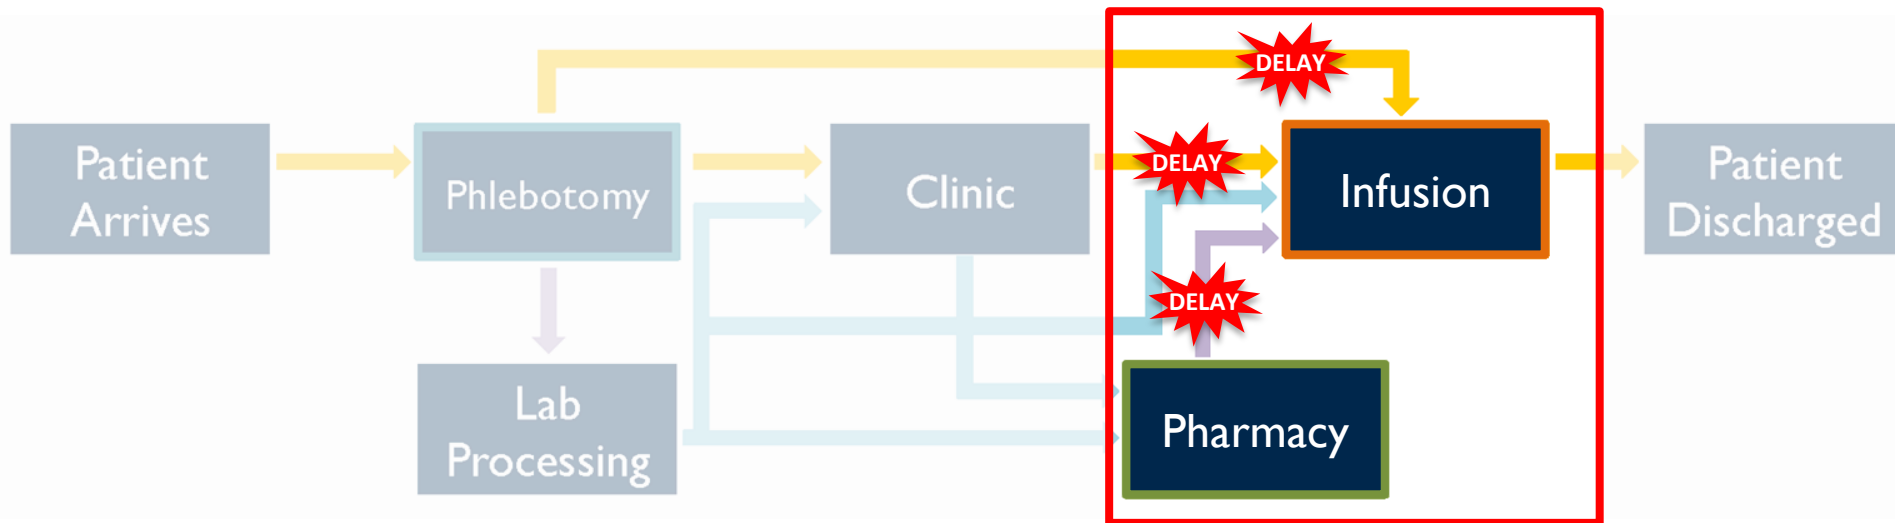 DELAY
Patient
Arrives
Phlebotomy
Clinic
DELAY
Infusion
Patient
Discharged
DELAY
Lab
Processing
Pharmacy